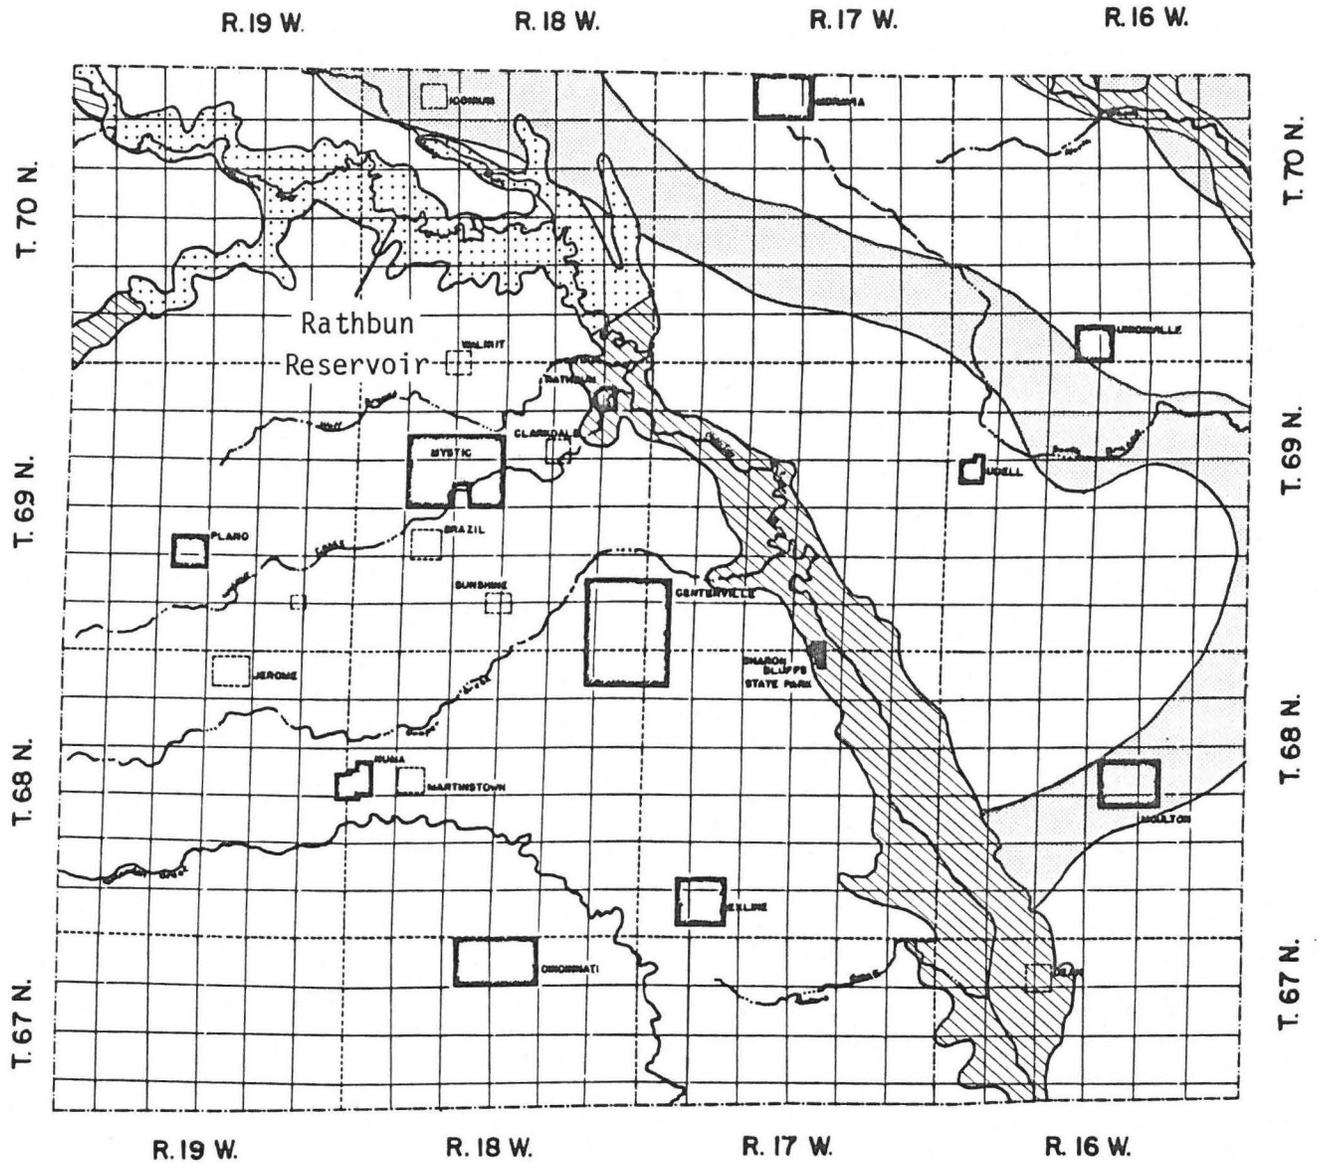 R. 19 W.
R. 18 W.
R. 17 W.
R. 16 W.
T. 70 N.
T. 70 N.
ICONIUM
MORAVIA
Rathbun
Reservoir
WALNUT
UNIONVILLE
RATHBUN
CLARKDALE
MYSTIC
UDELL
T. 69 N.
T. 69 N.
PLANO
BRAZIL
SUNSHINE
CENTERVILLE
JEROME
SHARON
BLUFFS
STATE PARK
T. 68 N.
T. 68 N.
NUMA
MARTINSTOWN
MOULTON
EXLINE
CINCINNATI
DEAN
T. 67 N.
T. 67 N.
R. 19 W.
R. 18 W.
R. 17 W.
R. 16 W.